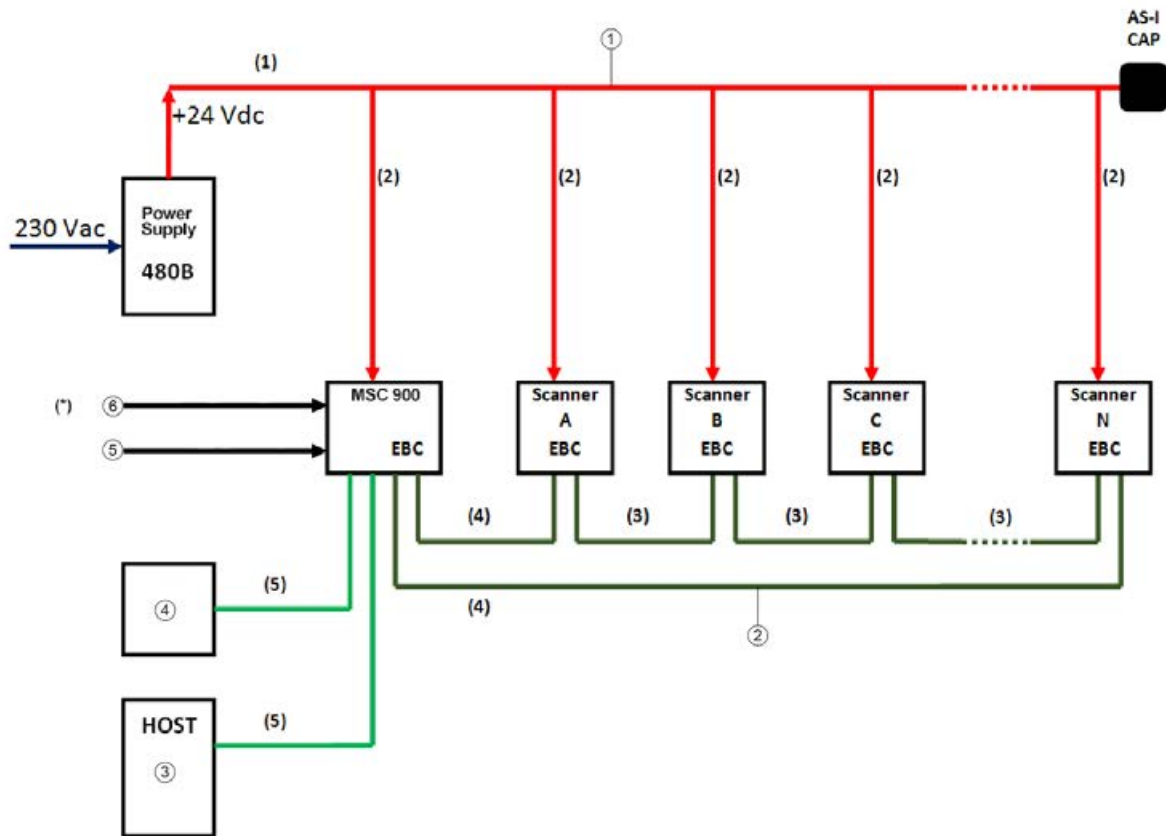 AS-I
CAP
(1)
①
+24 Vdc
(2)
(2)
(2)
(2)
(2)
230 Vac
Power
Supply
480B
(*)
⑥
⑤
MSC 900
EBC
Scanner
A
EBC
Scanner
B
EBC
Scanner
C
EBC
Scanner
N
EBC
(4)
(3)
(3)
(3)
④
(5)
(4)
②
HOST
③
(5)